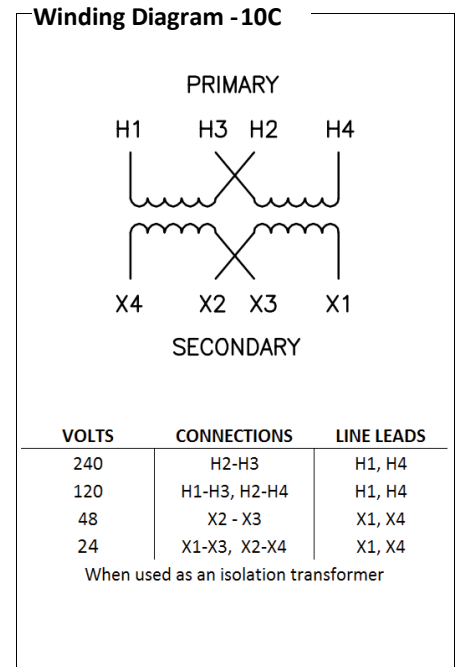 Winding Diagram -10C
PRIMARY
H1 H3 H2 H4
X4 X2 X3 X1
SECONDARY
VOLTS CONNECTIONS LINE LEADS
240 H2-H3 H1, H4
120 H1-H3, H2-H4 H1, H4
48 X2 - X3 X1, X4
24 X1-X3, X2-X4 X1, X4
When used as an isolation transformer